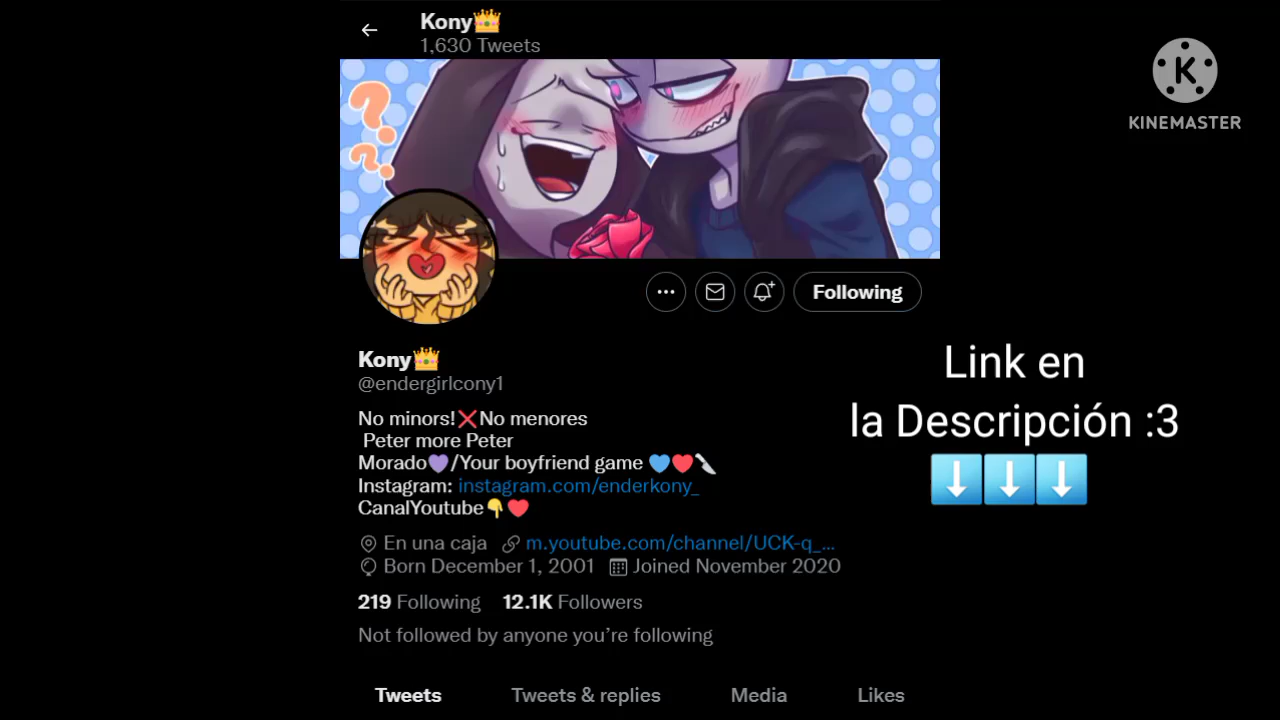 Kony👑
1,630 Tweets
K
KINEMASTER
? ?
Following
Kony👑
@endergirlcony1
No minors!❌No menores
Peter more Peter
Morado💜/Your boyfriend game 💙❤️🔪
Instagram: instagram.com/enderkony_
CanalYoutube👇❤️
En una caja m.youtube.com/channel/UCK-q_...
Born December 1, 2001 Joined November 2020
219 Following 12.1K Followers
Not followed by anyone you're following
Tweets Tweets & replies Media Likes
Link en
la Descripción :3
⬇️⬇️⬇️